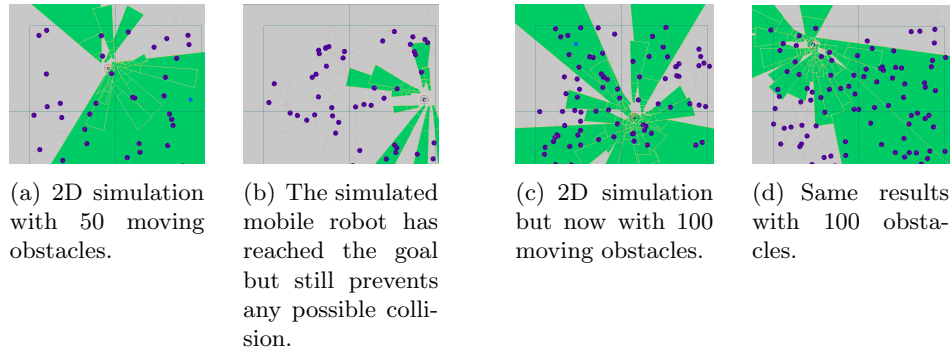 (a) 2D simulation
with 50 moving
obstacles.
(b) The simulated
mobile robot has
reached the goal
but still prevents
any possible colli-
sion.
(c) 2D simulation
but now with 100
moving obstacles.
(d) Same results
with 100 obsta-
cles.